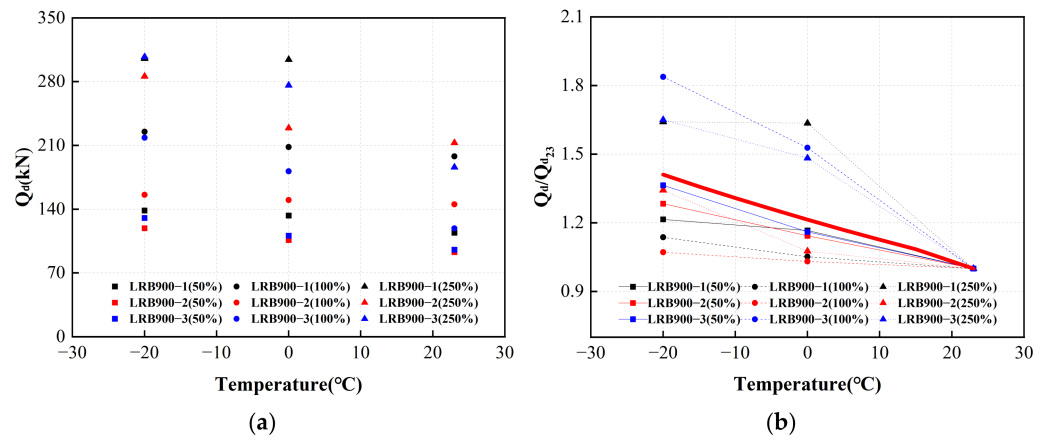 350
280
210
140
70
0
Qd(kN)
LRB900−1(50%) LRB900−1(100%) LRB900−1(250%)
LRB900−2(50%) LRB900−2(100%) LRB900−2(250%)
LRB900−3(50%) LRB900−3(100%) LRB900−3(250%)
−30 −20 −10 0 10 20 30
Temperature(℃)
(a)
2.1
1.8
1.5
1.2
0.9
Qd/Qd23
LRB900−1(50%) LRB900−1(100%) LRB900−1(250%)
LRB900−2(50%) LRB900−2(100%) LRB900−2(250%)
LRB900−3(50%) LRB900−3(100%) LRB900−3(250%)
−30 −20 −10 0 10 20 30
Temperature(℃)
(b)